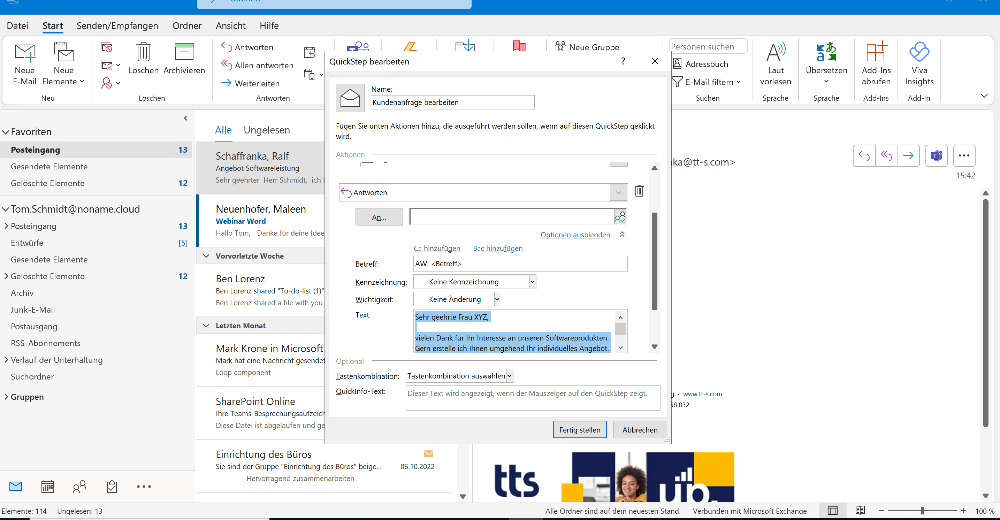 Suchen
Datei Start Senden/Empfangen Ordner Ansicht Hilfe
Neue E-Mail
Neue Elemente
Neu
Löschen
Archivieren
Löschen
Antworten
Allen antworten
Weiterleiten
Antworten
Neue Gruppe
Personen suchen
Adressbuch
E-Mail filtern
Suchen
Laut vorlesen
Sprache
Übersetzen
Sprache
Add-Ins abrufen
Add-Ins
Viva Insights
Add-In
Favoriten
Posteingang 13
Gesendete Elemente
Gelöschte Elemente 12
Tom.Schmidt@noname.cloud
Posteingang 13
Entwürfe [5]
Gesendete Elemente
Gelöschte Elemente 12
Archiv
Junk-E-Mail
Postausgang
RSS-Abonnements
Verlauf der Unterhaltung
Suchordner
Gruppen
Alle Ungelesen
Schaffranka, Ralf
Angebot Softwareleistung
Sehr geehrter Herr Schmidt, ich i
Neuenhofer, Maleen
Webinar Word
Hallo Tom, Danke für deine Idee
Vorvorletzte Woche
Ben Lorenz
Ben Lorenz shared "To-do-list (1)"
Ben Lorenz shared a file with you
Letzten Monat
Mark Krone in Microsoft
Mark hat eine Nachricht gesendet
Loop component
SharePoint Online
Ihre Teams-Besprechungsaufzeich
Diese Datei ist abgelaufen und ge
Einrichtung des Büros
Sie sind der Gruppe "Einrichtung des Büros" beige... 06.10.2022
Hervorragend zusammenarbeiten
QuickStep bearbeiten ?
Name:
Kundenanfrage bearbeiten
Fügen Sie unten Aktionen hinzu, die ausgeführt werden sollen, wenn auf diesen QuickStep geklickt
wird.
Aktionen
Antworten
An...
Optionen ausblenden
Cc hinzufügen Bcc hinzufügen
Betreff: AW: <Betreff>
Kennzeichnung: Keine Kennzeichnung
Wichtigkeit: Keine Änderung
Text: Sehr geehrte Frau XYZ,
vielen Dank für Ihr Interesse an unseren Softwareprodukten.
Gern erstelle ich Ihnen umgehend Ihr individuelles Angebot.
Optional
Tastenkombination: Tastenkombination auswählen
QuickInfo-Text: Dieser Text wird angezeigt, wenn der Mauszeiger auf den QuickStep zeigt.
Fertig stellen Abbrechen
ka@tt-s.com>
15:42
g · www.tt-s.com
58 032
tts
Elemente: 114 Ungelesen: 13
Alle Ordner sind auf dem neuesten Stand. Verbunden mit Microsoft Exchange 100 %